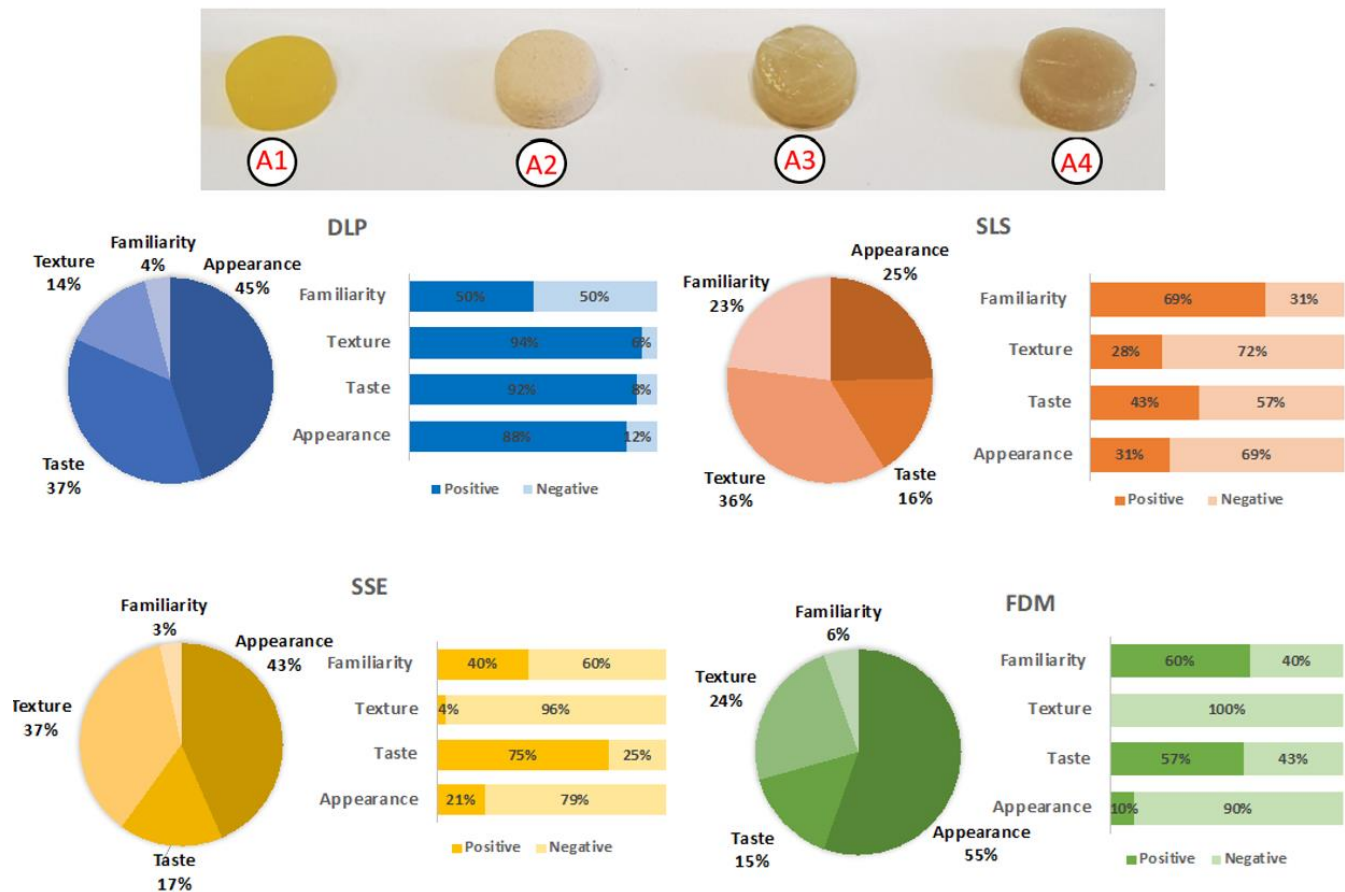 A1
A2
A3
A4
DLP
Familiarity
4%
Appearance
45%
Texture
14%
Taste
37%
Familiarity
50%
50%
Texture
94%
6%
Taste
92%
8%
Appearance
88%
12%
Positive
Negative
SLS
Appearance
25%
Familiarity
23%
Texture
36%
Taste
16%
Familiarity
69%
31%
Texture
28%
72%
Taste
43%
57%
Appearance
31%
69%
Positive
Negative
SSE
Familiarity
3%
Appearance
43%
Texture
37%
Taste
17%
Familiarity
40%
60%
Texture
4%
96%
Taste
75%
25%
Appearance
21%
79%
Positive
Negative
FDM
Familiarity
6%
Texture
24%
Taste
15%
Appearance
55%
Familiarity
60%
40%
Texture
100%
Taste
57%
43%
Appearance
10%
90%
Positive
Negative